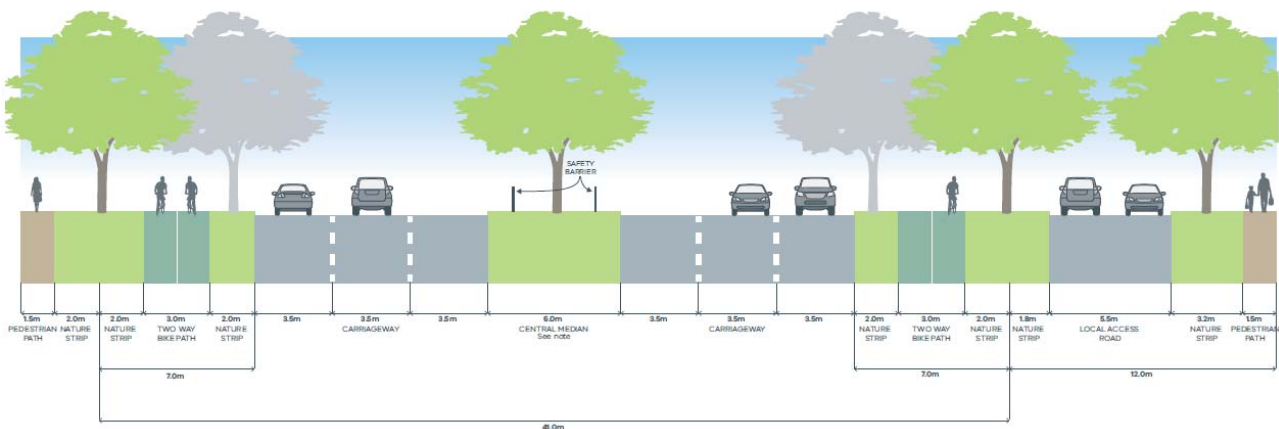 SAFETY
BARRIER
1.5m
PEDESTRIAN
PATH
2.0m
NATURE
STRIP
2.0m
NATURE
STRIP
3.0m
TWO WAY
BIKE PATH
2.0m
NATURE
STRIP
3.5m
3.5m
CARRIAGEWAY
3.5m
6.0m
CENTRAL MEDIAN
See note
3.5m
3.5m
CARRIAGEWAY
3.5m
2.0m
NATURE
STRIP
3.0m
TWO WAY
BIKE PATH
2.0m
NATURE
STRIP
1.8m
NATURE
STRIP
5.5m
LOCAL ACCESS
ROAD
3.2m
NATURE
STRIP
1.5m
PEDESTRIAN
PATH
7.0m
7.0m
12.0m
41.0m